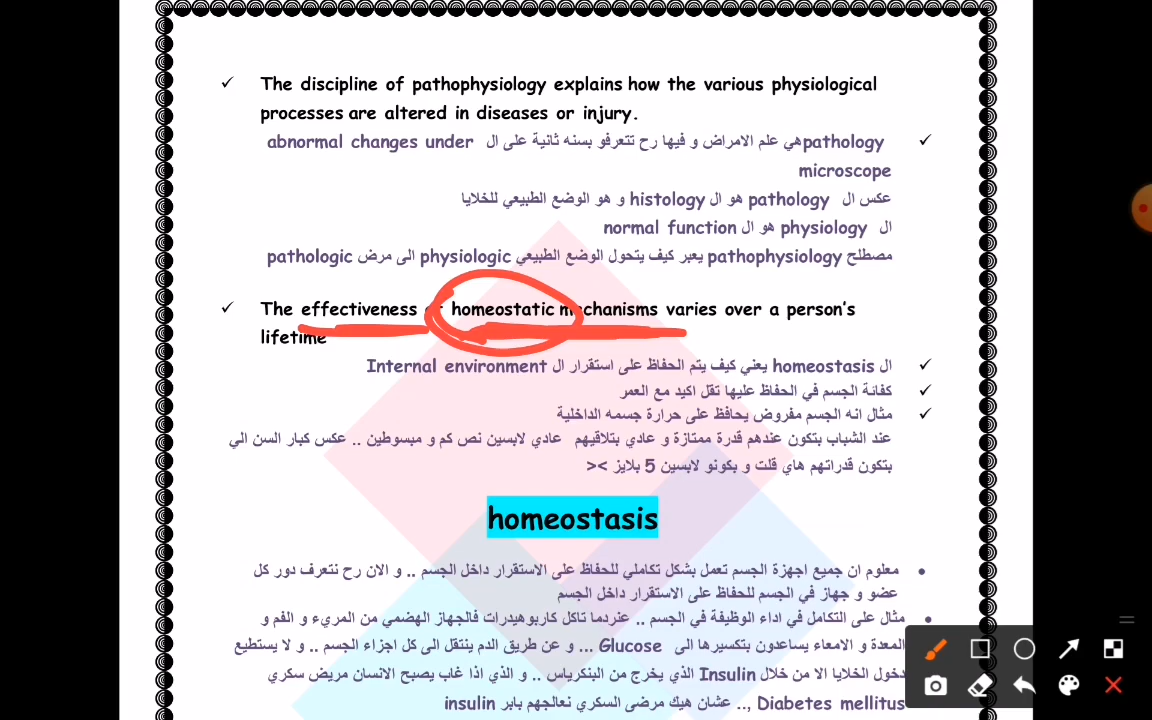 The discipline of pathophysiology explains how the various physiological
processes are altered in diseases or injury.
pathology هي علم الامراض و فيها رح تتعرفو بسنه ثانية على ال abnormal changes under
microscope
عكس ال pathology هو ال histology و هو الوضع الطبيعي للخلايا
ال physiology هو ال normal function
مصطلح pathophysiology يعبر كيف يتحول الوضع الطبيعي physiologic الى مرض pathologic
The effectiveness of homeostatic mechanisms varies over a person's
lifetime
ال homeostasis يعني كيف يتم الحفاظ على استقرار ال Internal environment
كفائة الجسم في الحفاظ عليها تقل اكيد مع العمر
مثال انه الجسم مفروض يحافظ على حرارة جسمه الداخلية
عند الشباب بتكون عندهم قدرة ممتازة و عادي بتلاقيهم عادي لابسين نص كم و مبسوطين .. عكس كبار السن الي
بتكون قدراتهم هاي قلت و بكونو لابسين 5 بلايز ><
homeostasis
معلوم ان جميع اجهزة الجسم تعمل بشكل تكاملي للحفاظ على الاستقرار داخل الجسم .. و الان رح نتعرف دور كل
عضو و جهاز في الجسم للحفاظ على الاستقرار داخل الجسم
مثال على التكامل في اداء الوظيفة في الجسم .. عنردما تاكل كاربوهيدرات فالجهاز الهضمي من المريء و الفم و
المعدة و الامعاء يساعدون بتكسيرها الى Glucose ... و عن طريق الدم ينتقل الى كل اجزاء الجسم .. و لا يستطيع
دخول الخلايا الا من خلال Insulin الذي يخرج من البنكرياس .. و الذي اذا غاب يصبح الانسان مريض سكري
Diabetes mellitus ,.. عشان هيك مرضى السكري نعالجهم بابر insulin